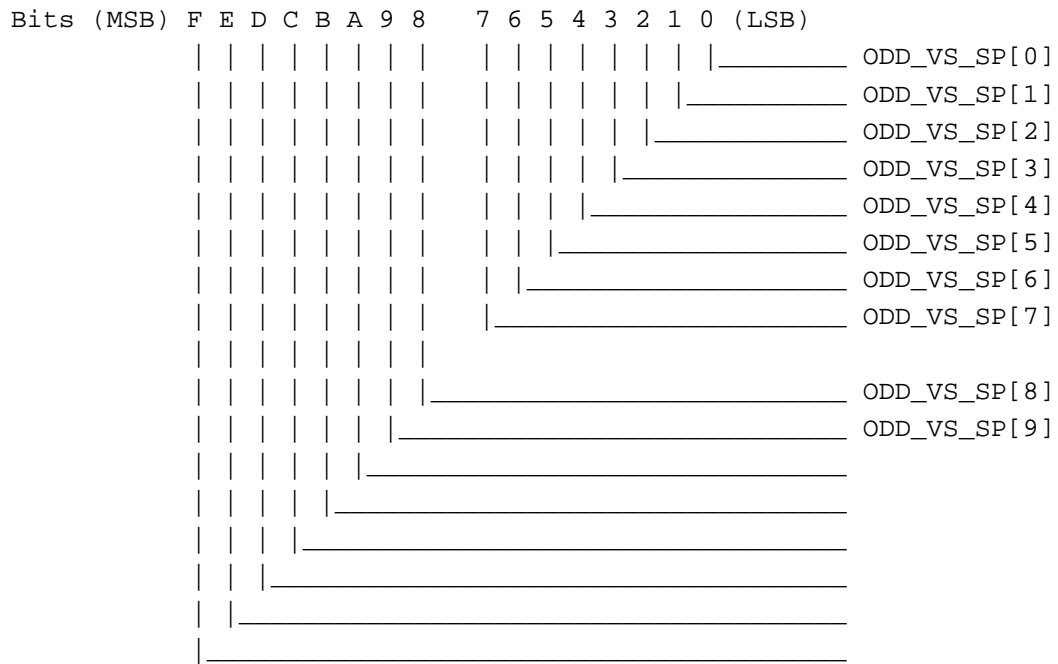 Bits (MSB) F E D C B A 9 8 7 6 5 4 3 2 1 0 (LSB)
ODD_VS_SP[0]
ODD_VS_SP[1]
ODD_VS_SP[2]
ODD_VS_SP[3]
ODD_VS_SP[4]
ODD_VS_SP[5]
ODD_VS_SP[6]
ODD_VS_SP[7]
ODD_VS_SP[8]
ODD_VS_SP[9]